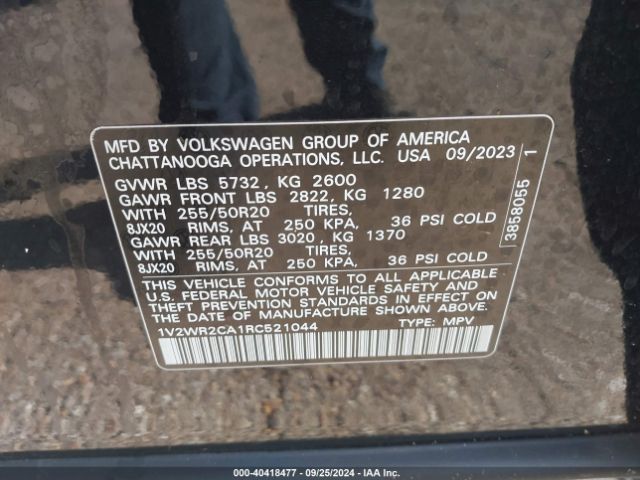 MFD BY VOLKSWAGEN GROUP OF AMERICA
CHATTANOOGA OPERATIONS, LLC. USA 09/2023
GVWR LBS 5732, KG 2600
GAWR FRONT LBS 2822, KG 1280
WITH 255/50R20 TIRES,
8JX20 RIMS, AT 250 KPA, 36 PSI COLD
GAWR REAR LBS 3020, KG 1370
WITH 255/50R20 TIRES,
8JX20 RIMS, AT 250 KPA, 36 PSI COLD
THIS VEHICLE CONFORMS TO ALL APPLICABLE
U.S. FEDERAL MOTOR VEHICLE SAFETY AND
THEFT PREVENTION STANDARDS IN EFFECT ON
THE DATE OF MANUFACTURE SHOWN ABOVE.
1V2WR2CA1RC521044 TYPE: MPV
3858055 1
000-40418477 - 09/25/2024 - IAA Inc.